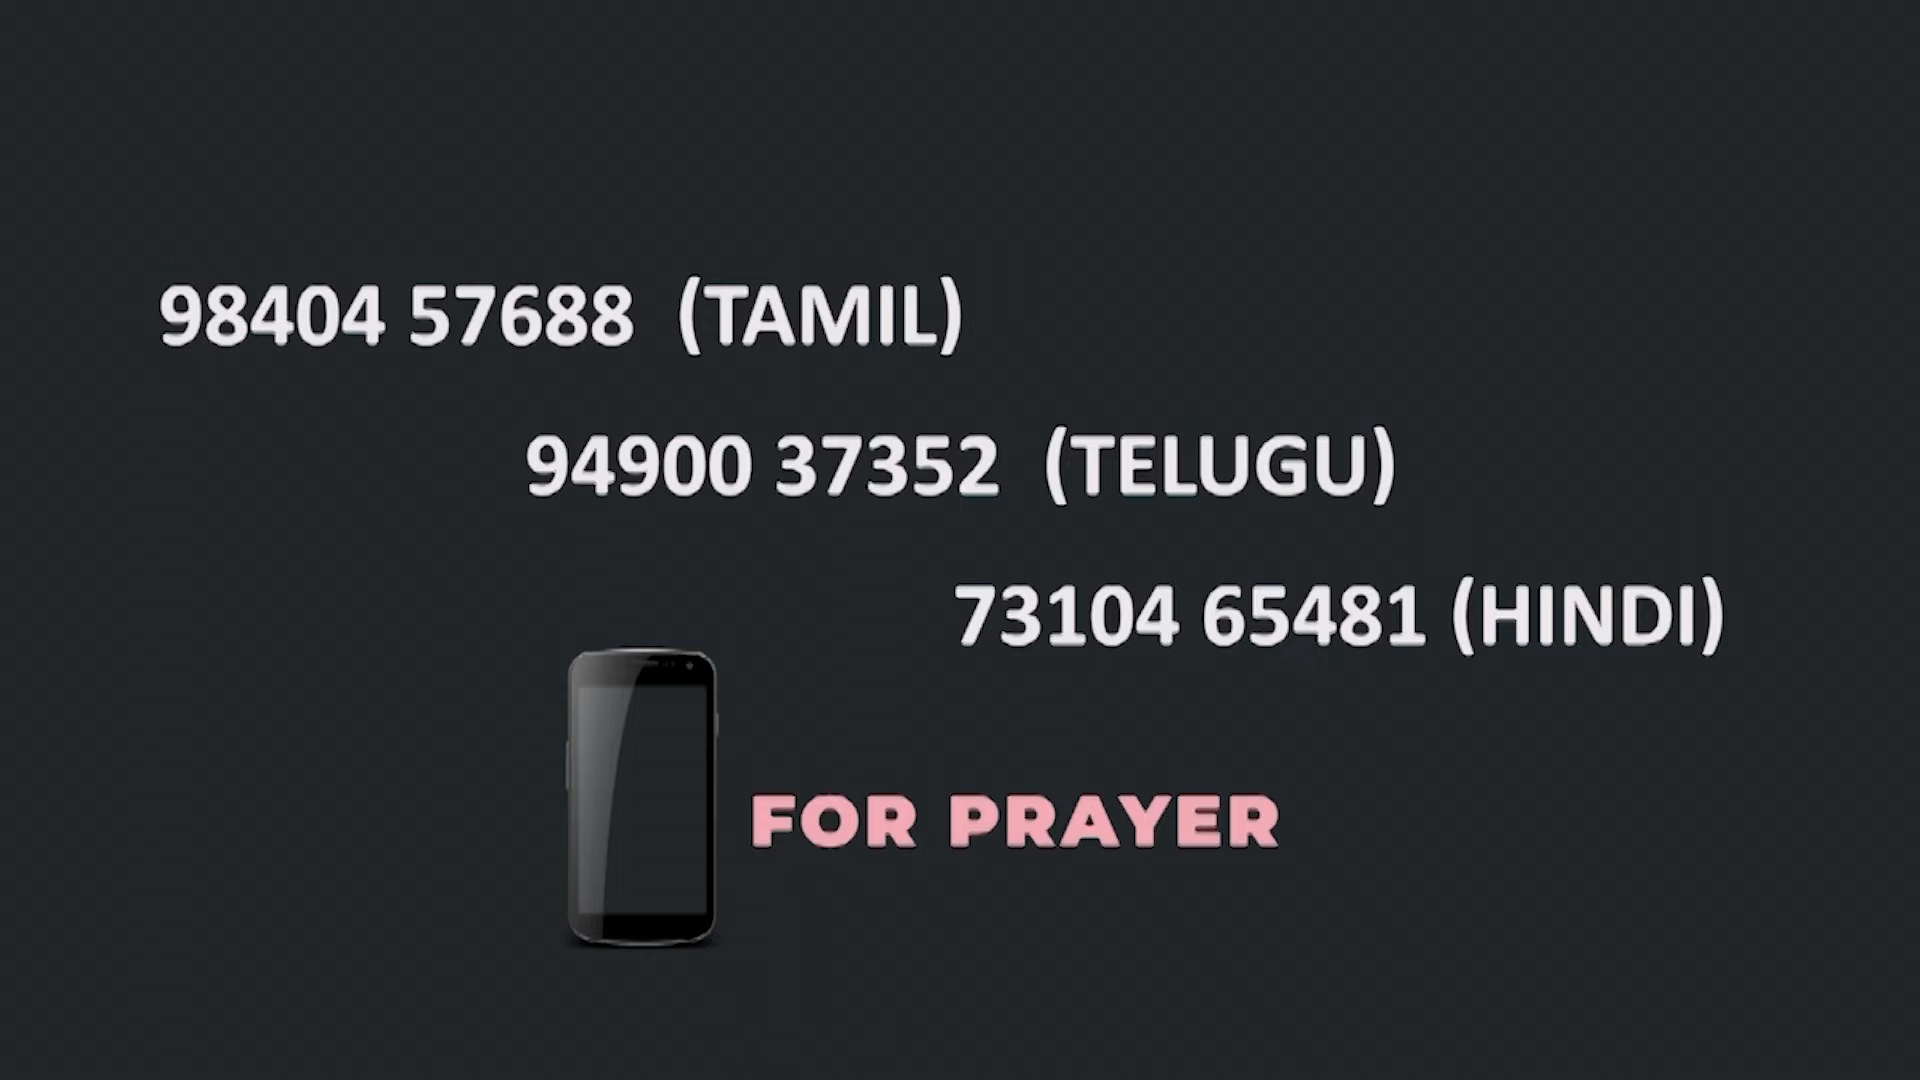 98404 57688 (TAMIL)
94900 37352 (TELUGU)
73104 65481 (HINDI)
FOR PRAYER